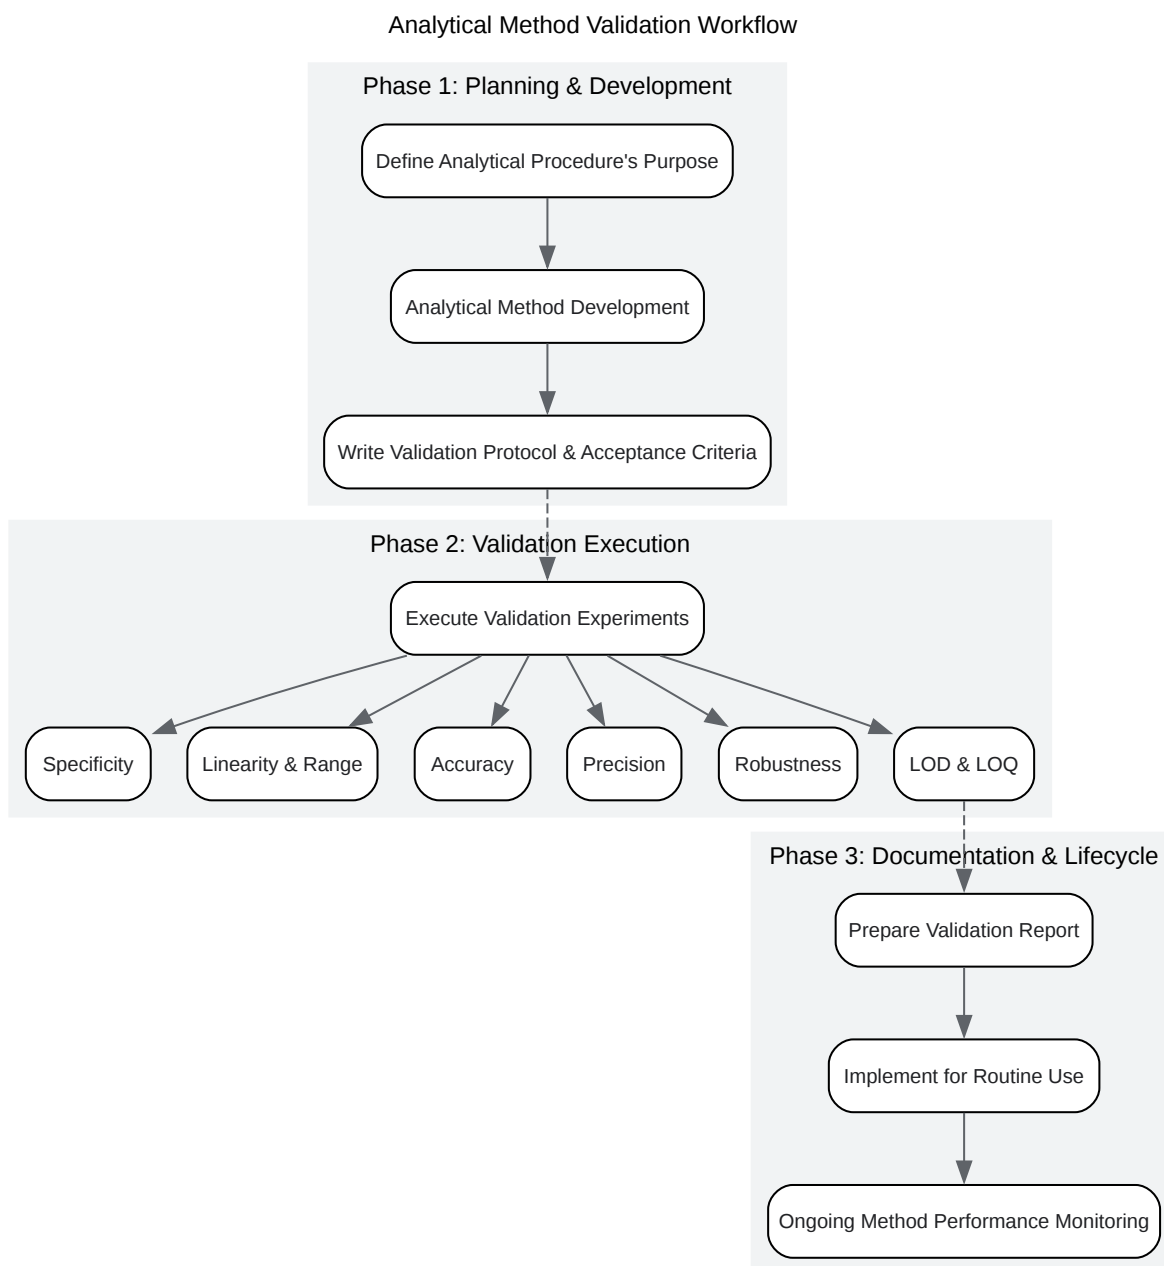 Analytical Method Validation Workflow
Phase 1: Planning & Development
Define Analytical Procedure's Purpose
Analytical Method Development
Write Validation Protocol & Acceptance Criteria
Phase 2: Validation Execution
Execute Validation Experiments
Specificity
Linearity & Range
Accuracy
Precision
Robustness
LOD & LOQ
Phase 3: Documentation & Lifecycle
Prepare Validation Report
Implement for Routine Use
Ongoing Method Performance Monitoring